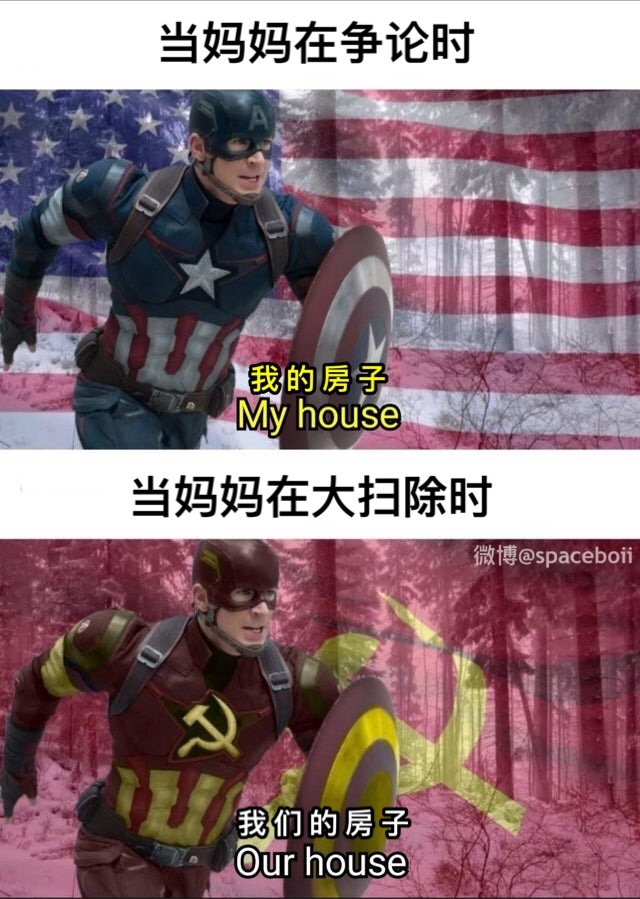 当妈妈在争论时
A
我的房子
My house
当妈妈在大扫除时
微博@spaceboii
我们的房子
Our house